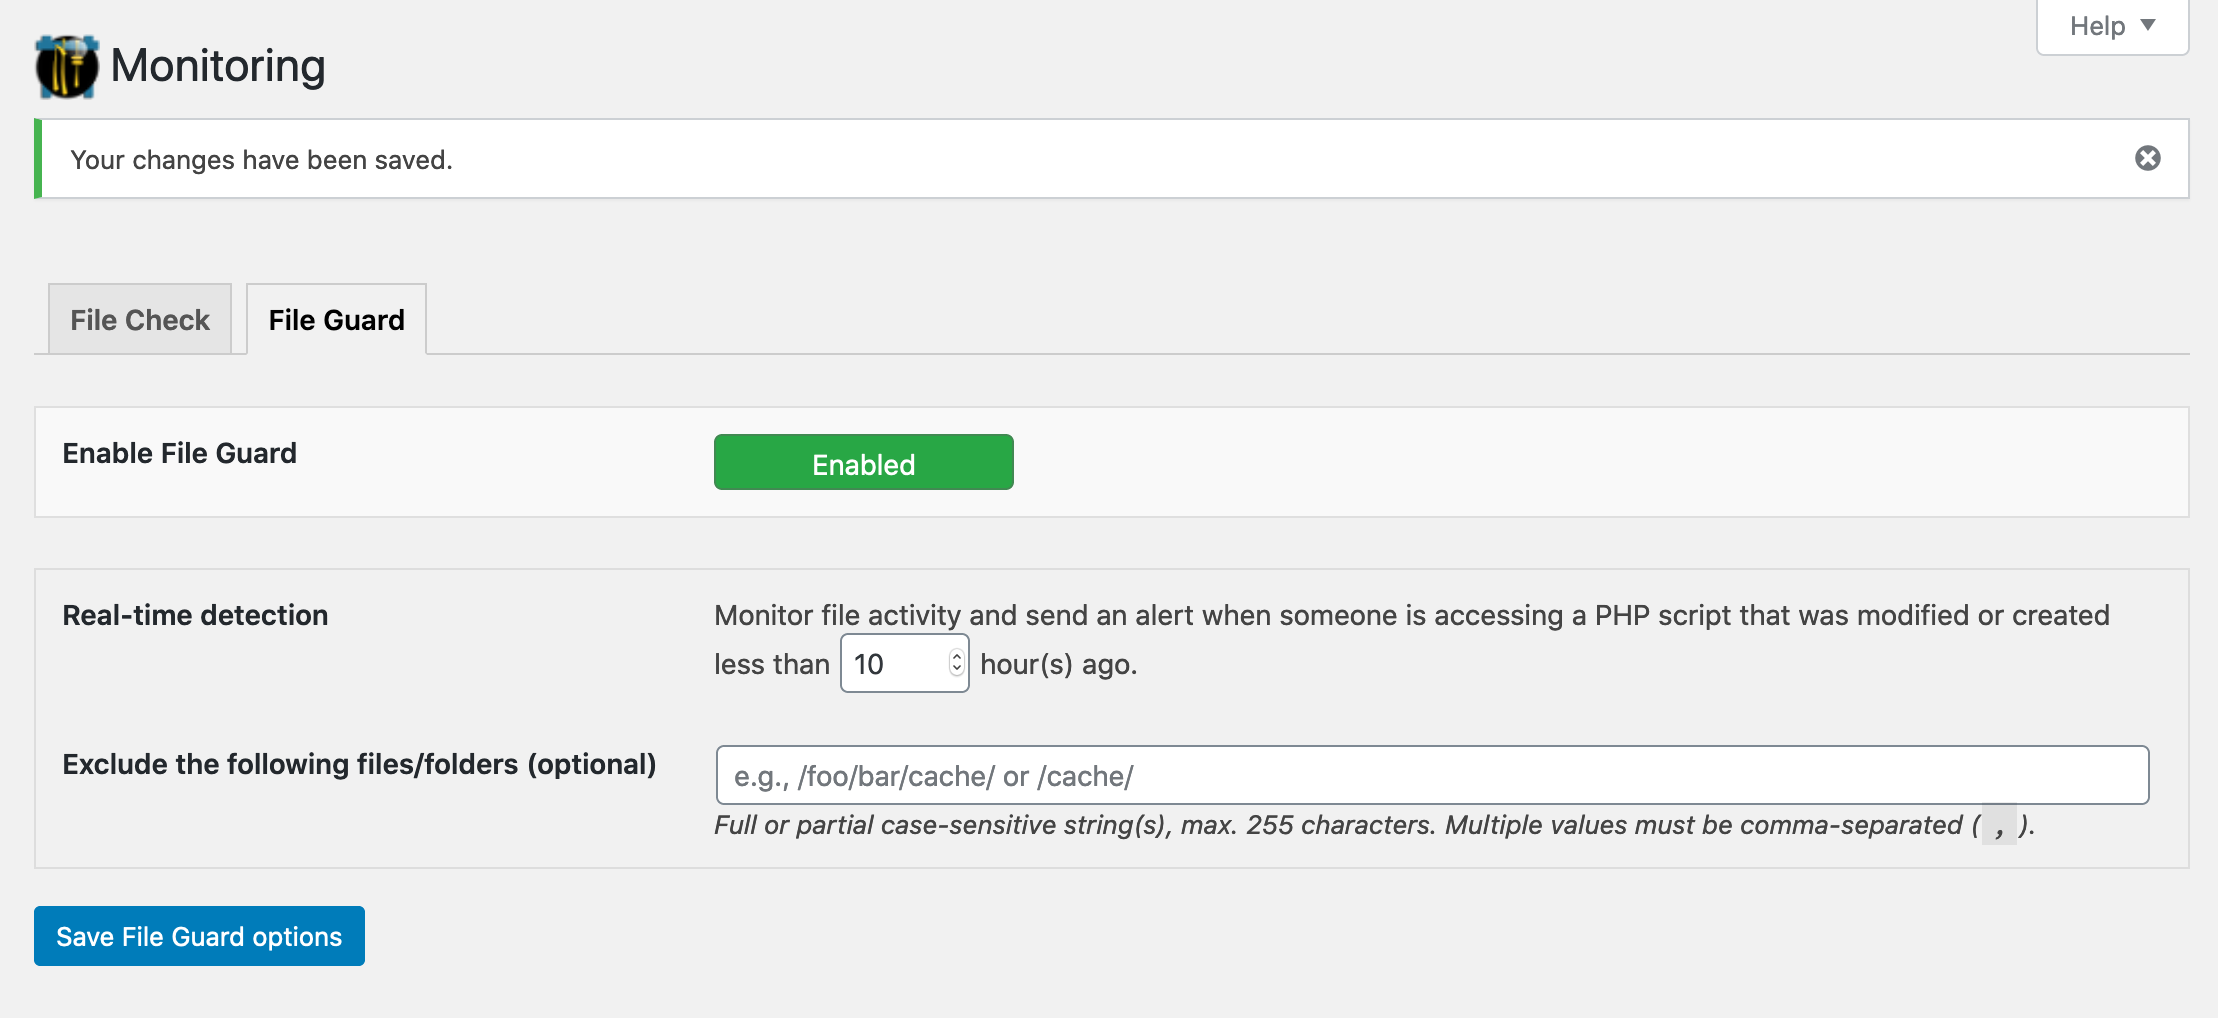 Help
Monitoring
Your changes have been saved.
File Check
File Guard
Enable File Guard
Enabled
Real-time detection
Monitor file activity and send an alert when someone is accessing a PHP script that was modified or created
less than 10 hour(s) ago.
Exclude the following files/folders (optional)
e.g., /foo/bar/cache/ or /cache/
Full or partial case-sensitive string(s), max. 255 characters. Multiple values must be comma-separated ( , ).
Save File Guard options